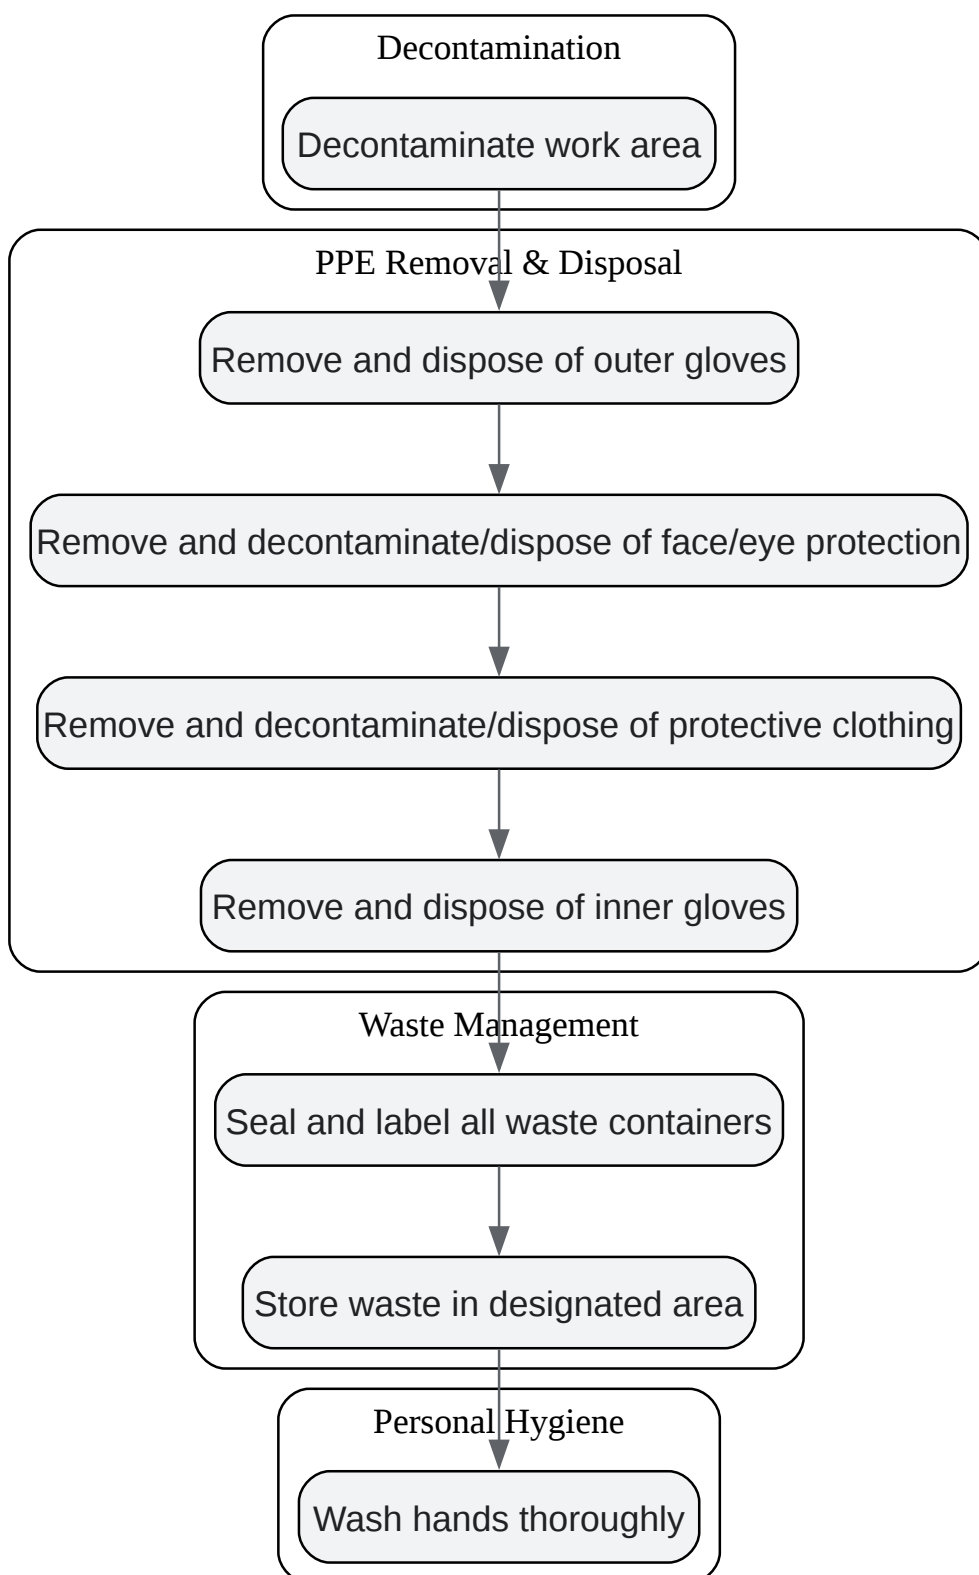 Decontamination
Decontaminate work area
PPE Removal & Disposal
Remove and dispose of outer gloves
Remove and decontaminate/dispose of face/eye protection
Remove and decontaminate/dispose of protective clothing
Remove and dispose of inner gloves
Waste Management
Seal and label all waste containers
Store waste in designated area
Personal Hygiene
Wash hands thoroughly